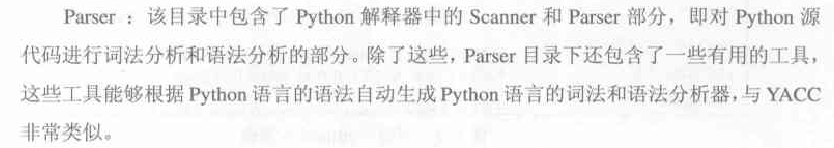 Parser ：该目录中包含了 Python 解释器中的 Scanner 和 Parser 部分，即对 Python 源
代码进行词法分析和语法分析的部分。除了这些，Parser 目录下还包含了一些有用的工具，
这些工具能够根据 Python 语言的语法自动生成 Python 语言的词法和语法分析器，与 YACC
非常类似。